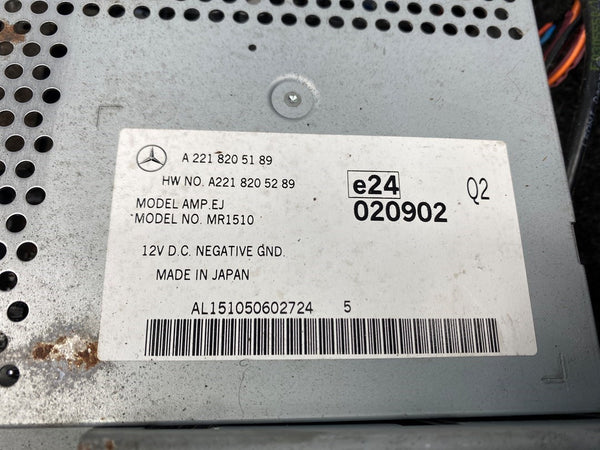 A 221 820 51 89
HW NO. A221 820 52 89
MODEL AMP.EJ
MODEL NO. MR1510
e24
020902
Q2
12V D.C. NEGATIVE GND.
MADE IN JAPAN
AL151050602724 5